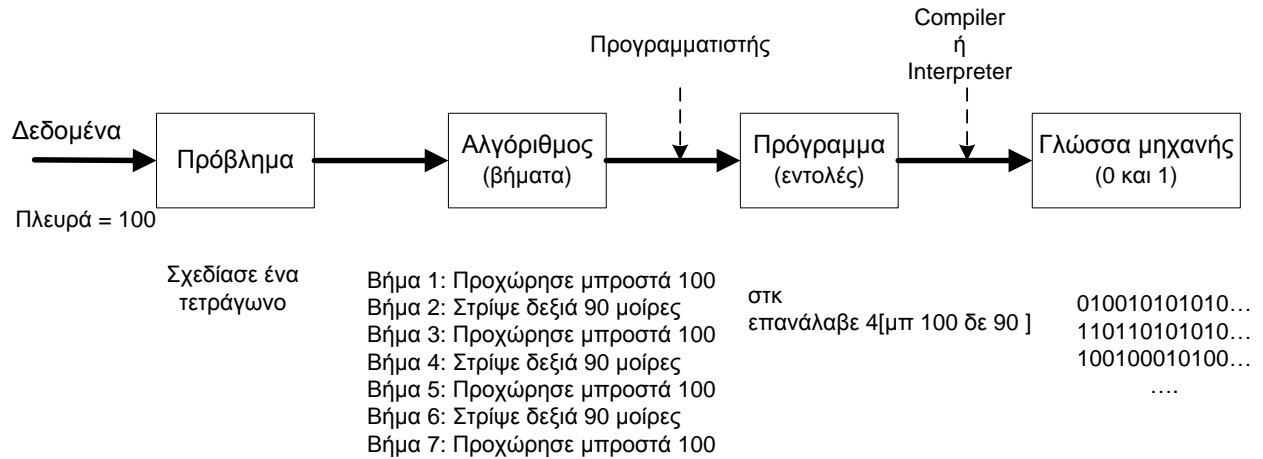 Προγραμματιστής
Compiler
ή
Interpreter
Δεδομένα
Πλευρά = 100
Πρόβλημα
Αλγόριθμος
(βήματα)
Πρόγραμμα
(εντολές)
Γλώσσα μηχανής
(0 και 1)
Σχεδίασε ένα
τετράγωνο
Βήμα 1: Προχώρησε μπροστά 100
Βήμα 2: Στρίψε δεξιά 90 μοίρες
Βήμα 3: Προχώρησε μπροστά 100
Βήμα 4: Στρίψε δεξιά 90 μοίρες
Βήμα 5: Προχώρησε μπροστά 100
Βήμα 6: Στρίψε δεξιά 90 μοίρες
Βήμα 7: Προχώρησε μπροστά 100
στκ
επανάλαβε 4[μπ 100 δε 90 ]
010010101010…
110110101010…
100100010100…
….